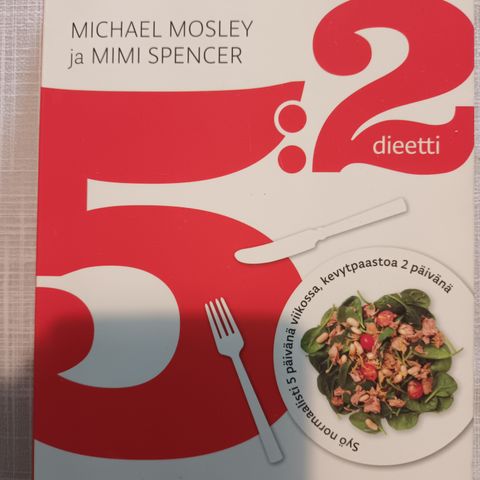 MICHAEL MOSLEY
ja MIMI SPENCER
5:2
dieetti
Syö normaalisti 5 päivänä viikossa, kevytpaastoa 2 päivänä